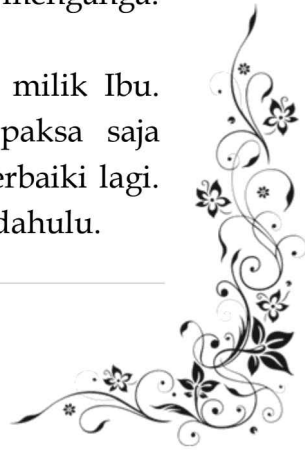 menganga.
milik Ibu.
paksa saja
erbaiki lagi.
dahulu.